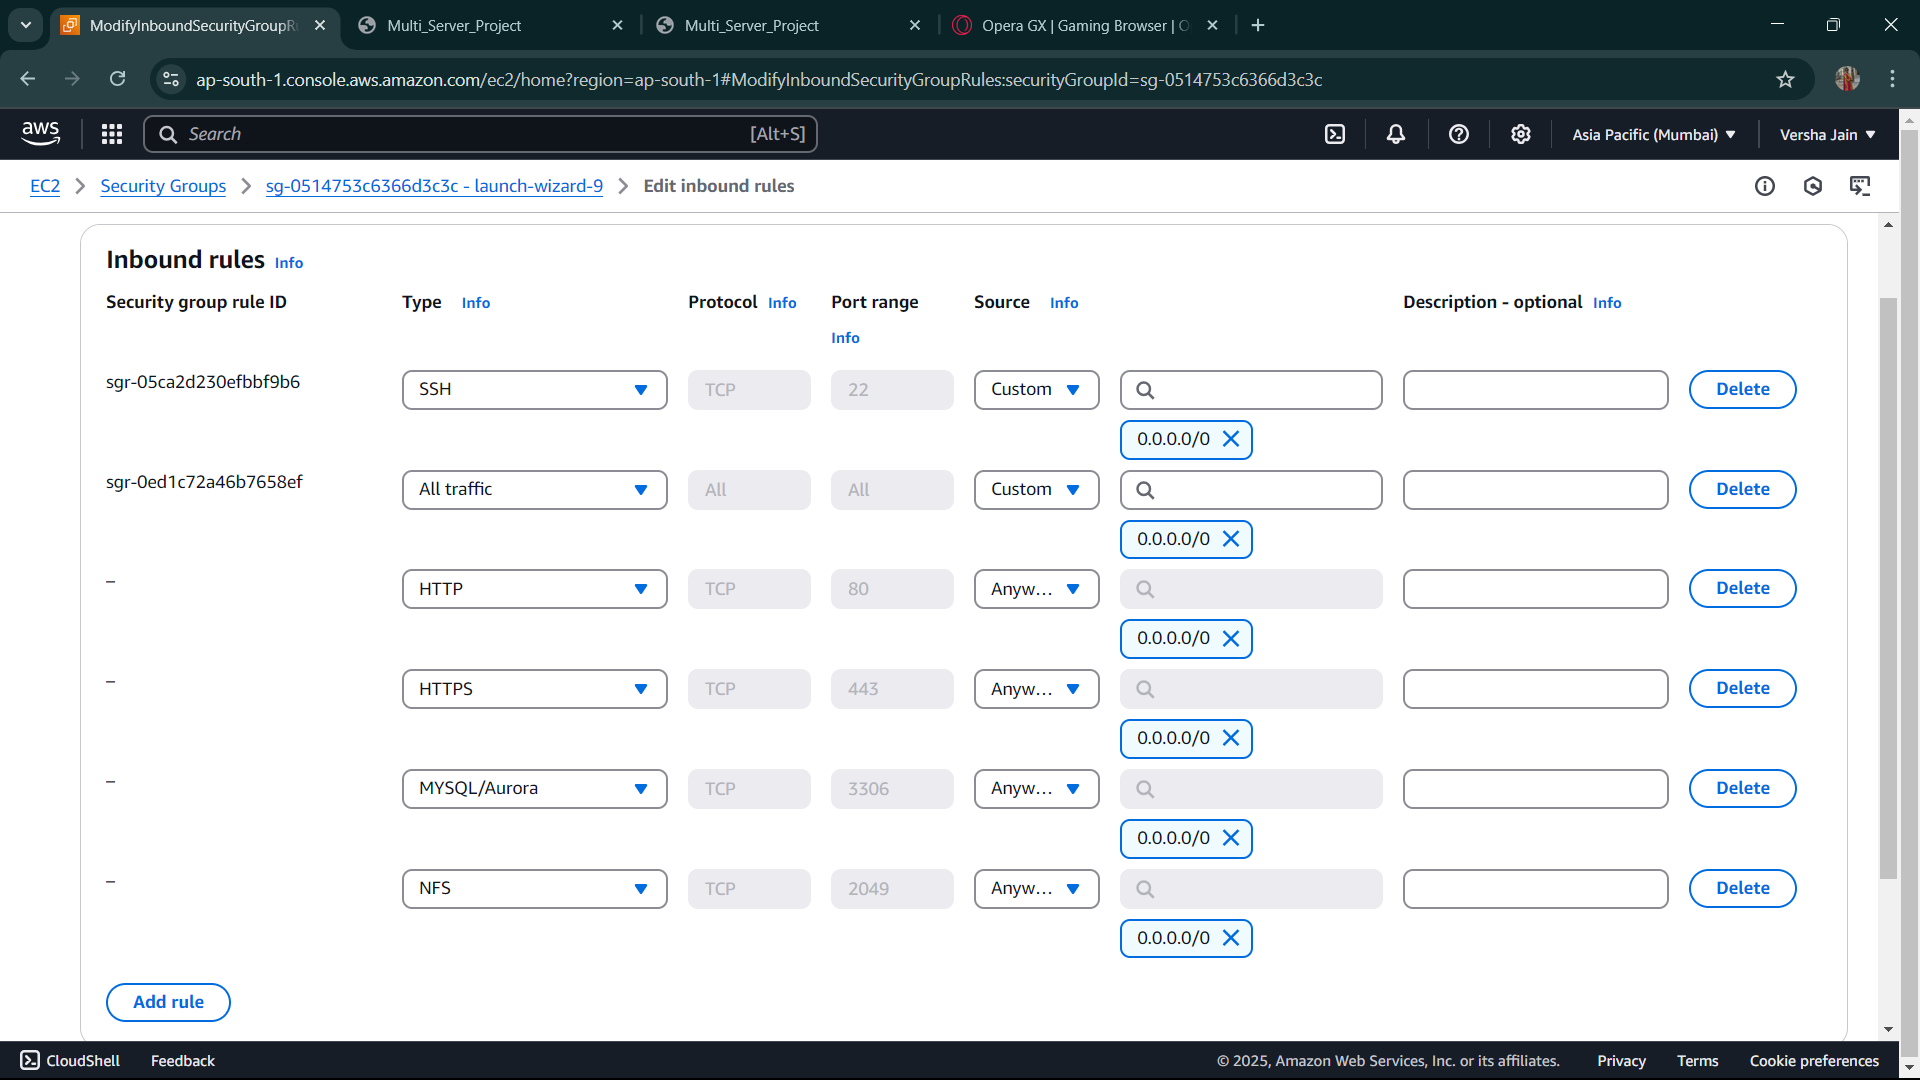 ModifyInboundSecurityGroupR
Multi_Server_Project
Multi_Server_Project
Opera GX | Gaming Browser | O
ap-south-1.console.aws.amazon.com/ec2/home?region=ap-south-1#ModifyInboundSecurityGroupRules:securityGroupId=sg-0514753c6366d3c3c
aws
Search
[Alt+S]
Asia Pacific (Mumbai)
Versha Jain
EC2 > Security Groups > sg-0514753c6366d3c3c - launch-wizard-9 > Edit inbound rules
Inbound rules Info
Security group rule ID
Type Info
Protocol Info
Port range
Info
Source Info
Description - optional Info
sgr-05ca2d230efbbf9b6 SSH TCP 22 Custom Delete
0.0.0.0/0
sgr-0ed1c72a46b7658ef All traffic All All Custom Delete
0.0.0.0/0
– HTTP TCP 80 Anyw... Delete
0.0.0.0/0
– HTTPS TCP 443 Anyw... Delete
0.0.0.0/0
– MYSQL/Aurora TCP 3306 Anyw... Delete
0.0.0.0/0
– NFS TCP 2049 Anyw... Delete
0.0.0.0/0
Add rule
CloudShell Feedback © 2025, Amazon Web Services, Inc. or its affiliates. Privacy Terms Cookie preferences